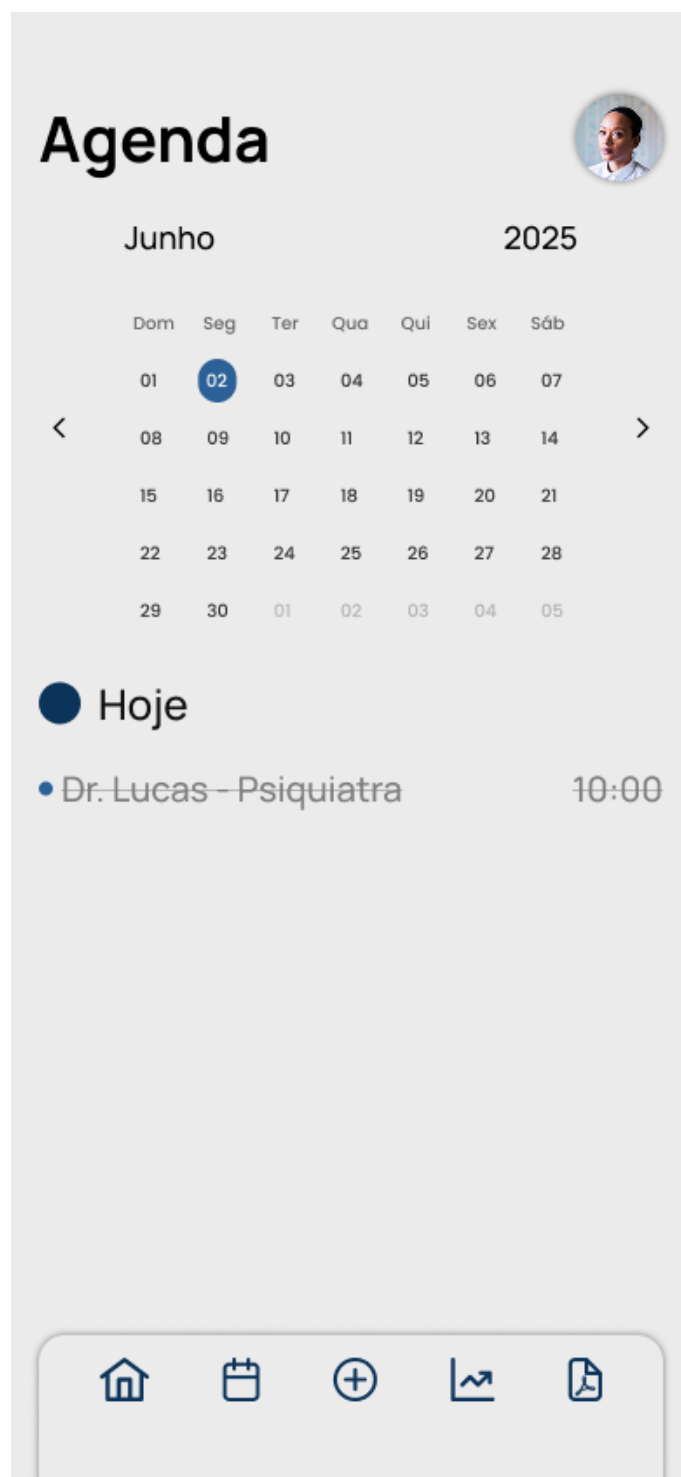 Agenda
Junho 2025
Dom Seg Ter Qua Qui Sex Sáb
01 02 03 04 05 06 07
08 09 10 11 12 13 14
15 16 17 18 19 20 21
22 23 24 25 26 27 28
29 30 01 02 03 04 05
Hoje
Dr. Lucas - Psiquiatra 10:00